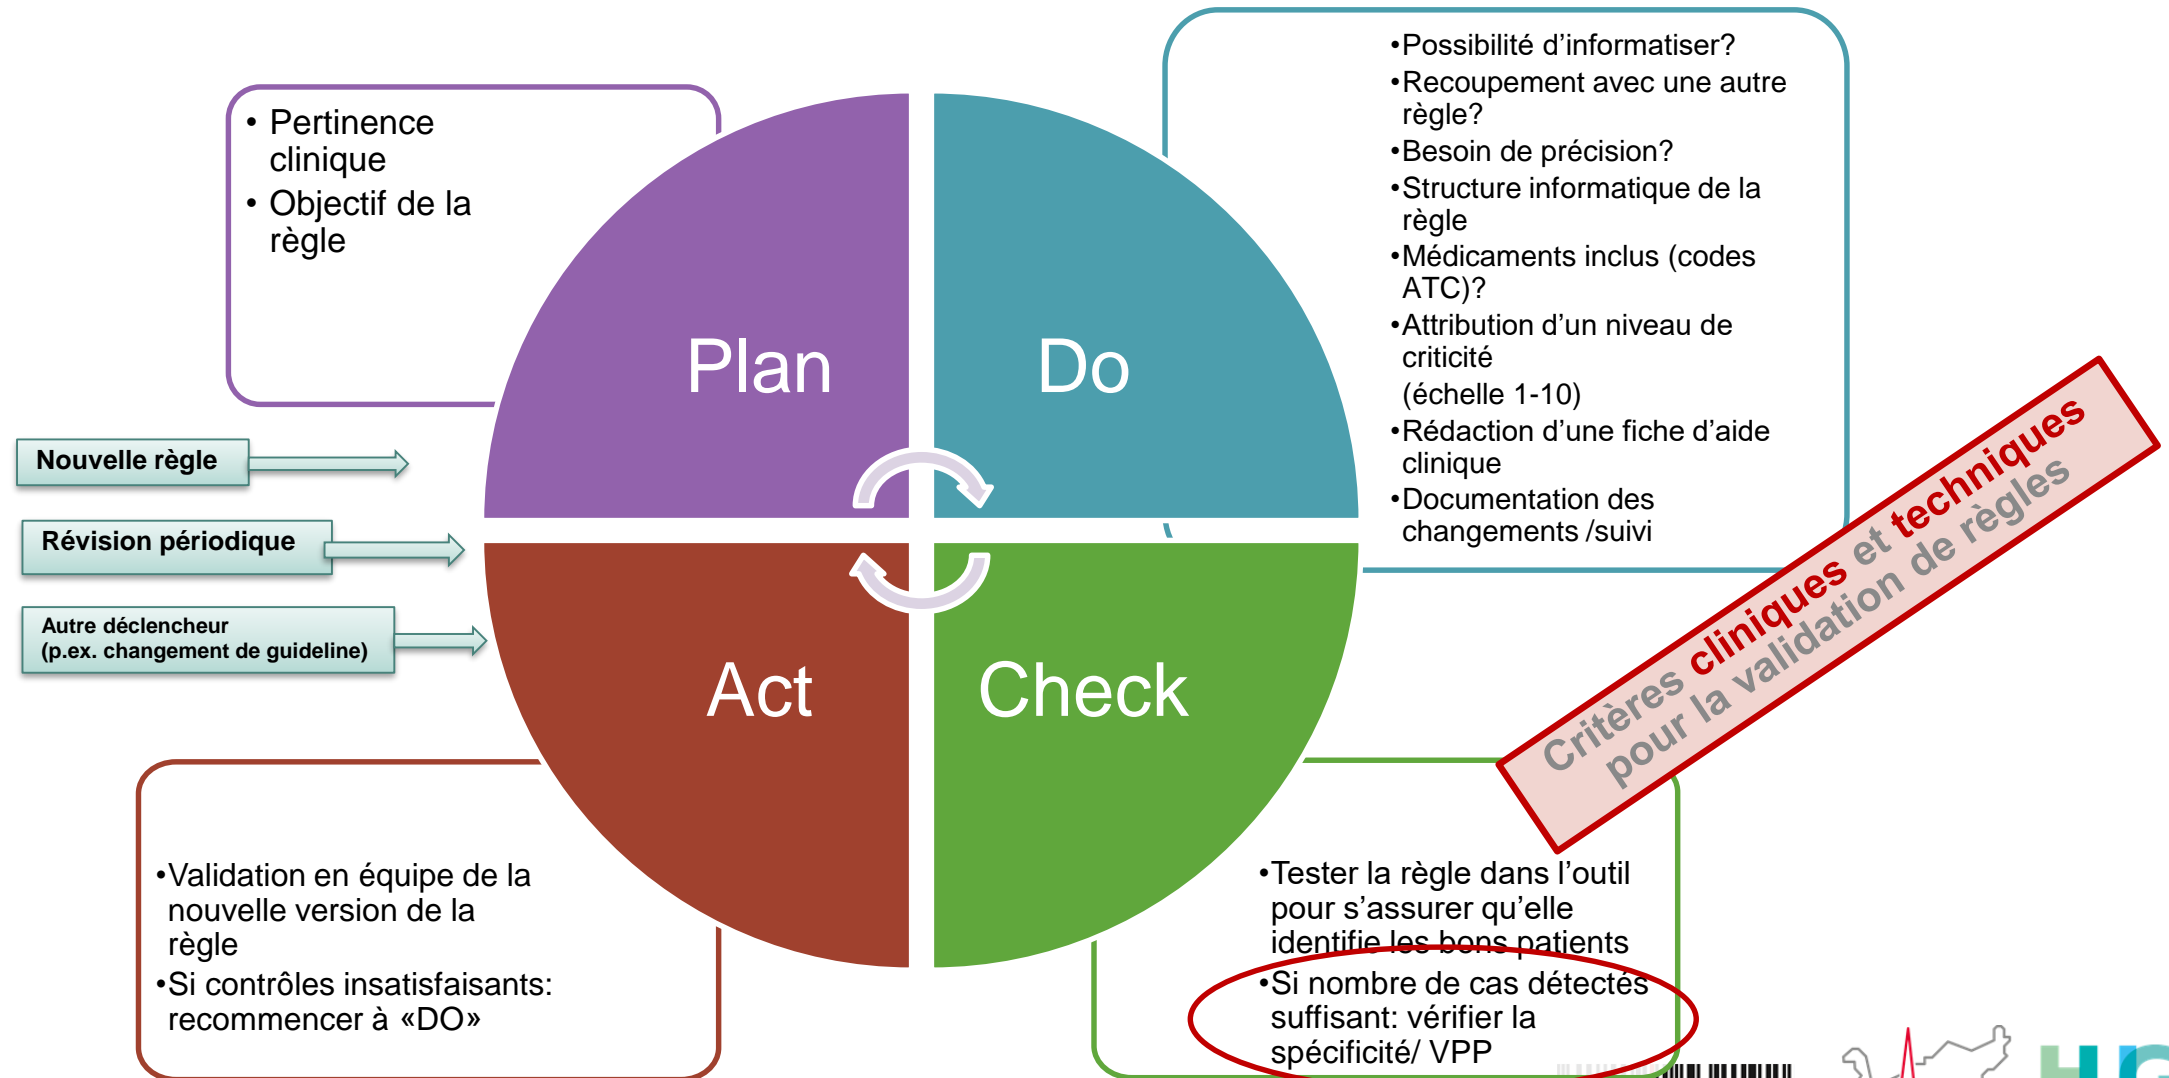 • Pertinence
clinique
• Objectif de la
règle
•Possibilité d’informatiser?
•Recoupement avec une autre
règle?
•Besoin de précision?
•Structure informatique de la
règle
•Médicaments inclus (codes
ATC)?
•Attribution d’un niveau de
criticité
(échelle 1-10)
•Rédaction d’une fiche d’aide
clinique
•Documentation des
changements /suivi
Plan
Do
Nouvelle règle
Révision périodique
Autre déclencheur
(p.ex. changement de guideline)
Act
Check
Critères cliniques et techniques
pour la validation de règles
•Validation en équipe de la
nouvelle version de la
règle
•Si contrôles insatisfaisants:
recommencer à «DO»
•Tester la règle dans l’outil
pour s’assurer qu’elle
identifie les bons patients
•Si nombre de cas détectés
suffisant: vérifier la
spécificité/ VPP